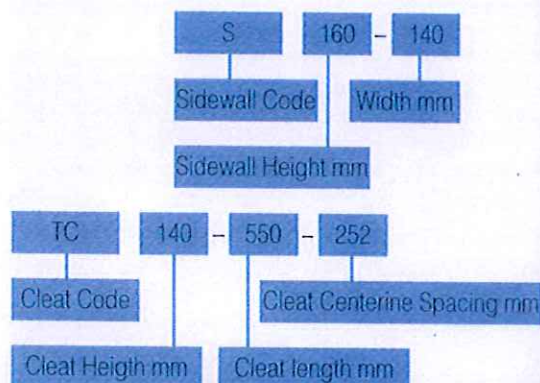 S 160 - 140
Sidewall Code Width mm
Sidewall Height mm
TC 140 - 550 - 252
Cleat Code Cleat Centerine Spacing mm
Cleat Heigth mm Cleat length mm